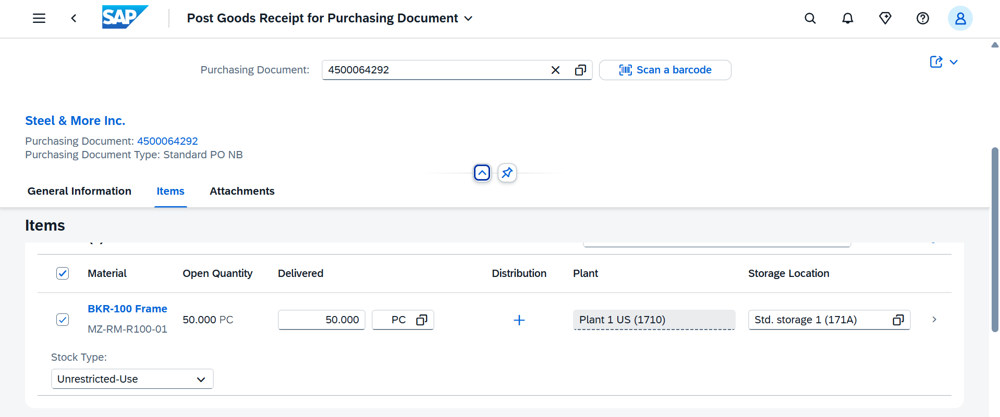 SAP
Post Goods Receipt for Purchasing Document
Purchasing Document:
4500064292
Scan a barcode
Steel & More Inc.
Purchasing Document: 4500064292
Purchasing Document Type: Standard PO NB
General Information
Items
Attachments
Items
Material
Open Quantity
Delivered
Distribution
Plant
Storage Location
BKR-100 Frame
MZ-RM-R100-01
50.000 PC
50.000
PC
Plant 1 US (1710)
Std. storage 1 (171A)
Stock Type:
Unrestricted-Use